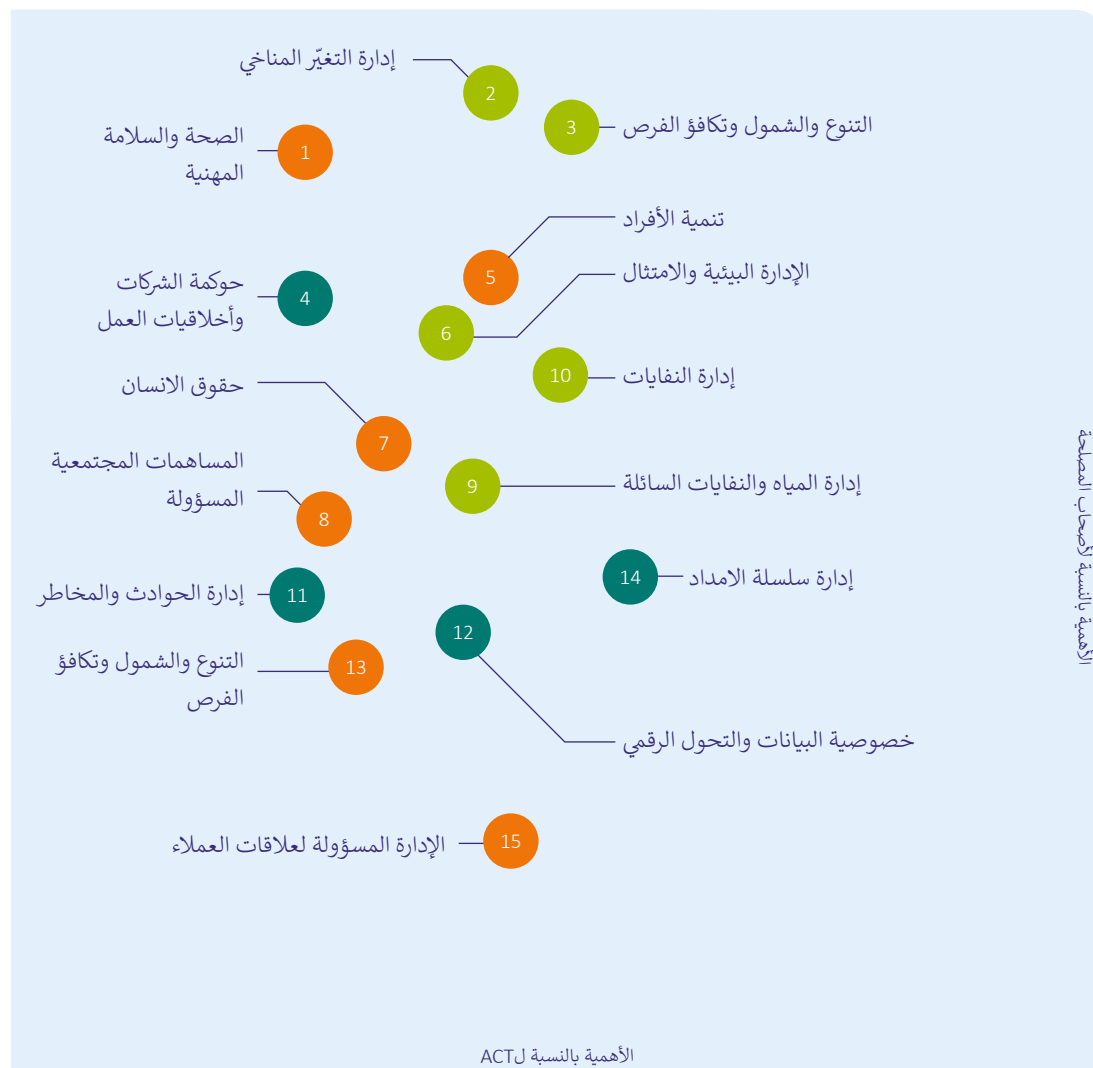 إدارة التغيّر المناخي
2
3
التنوع والشمول وتكافؤ الفرص
الصحة والسلامة
المهنية
1
تنمية الأفراد
5
الإدارة البيئية والامتثال
6
حوكمة الشركات
وأخلاقيات العمل
4
إدارة النفايات
10
حقوق الانسان
7
المساهمات المجتمعية
المسؤولة
8
إدارة المياه والنفايات السائلة
9
إدارة سلسلة الامداد
14
إدارة الحوادث والمخاطر
11
12
خصوصية البيانات والتحول الرقمي
التنوع والشمول وتكافؤ
الفرص
13
الإدارة المسؤولة لعلاقات العملاء
15
الأهمية بالنسبة لأصحاب المصلحة
الأهمية بالنسبة لACT